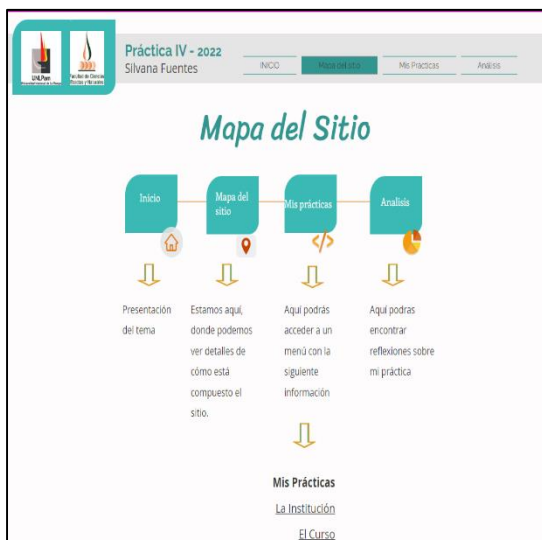 Práctica IV - 2022
Silvana Fuentes
UNLPam
INICIO
Mapa del sitio
Mis Prácticas
Análisis
Mapa del Sitio
Inicio
Mapa del
sitio
Mis prácticas
Analisis
</>
Presentación
del tema
Estamos aquí,
donde podemos
ver detalles de
cómo está
compuesto el
sitio.
Aquí podrás
acceder a un
menú con la
siguiente
información
Aquí podras
encontrar
reflexiones sobre
mi práctica
Mis Prácticas
La Institución
El Curso